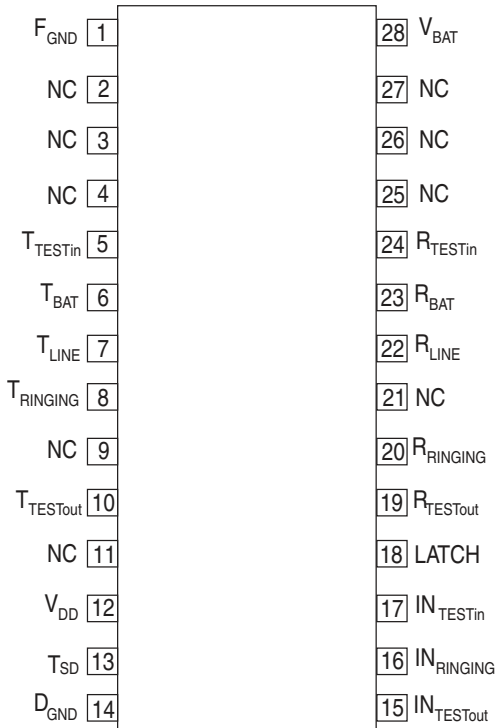 F_GND 1 28 V_BAT
NC 2 27 NC
NC 3 26 NC
NC 4 25 NC
T_TESTin 5 24 R_TESTin
T_BAT 6 23 R_BAT
T_LINE 7 22 R_LINE
T_RINGING 8 21 NC
NC 9 20 R_RINGING
T_TESTout 10 19 R_TESTout
NC 11 18 LATCH
V_DD 12 17 IN_TESTin
T_SD 13 16 IN_RINGING
D_GND 14 15 IN_TESTout